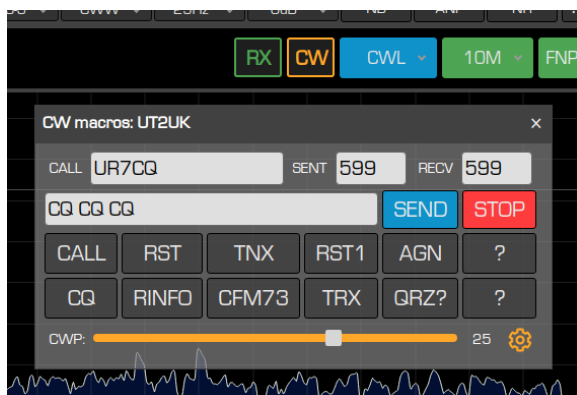 RX CW CWL 10M FNP
CW macros: UT2UK ×
CALL UR7CQ SENT 599 RECV 599
CQ CQ CQ SEND STOP
CALL RST TNX RST1 AGN ?
CQ RINFO CFM73 TRX QRZ? ?
CWP: 25